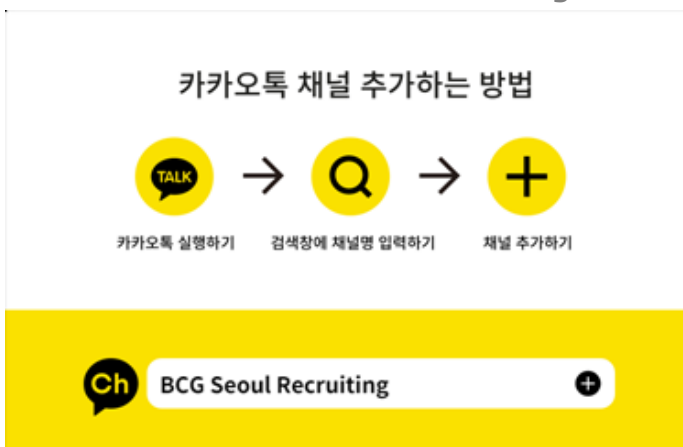 카카오톡 채널 추가하는 방법
TALK
카카오톡 실행하기
검색창에 채널명 입력하기
채널 추가하기
Ch
BCG Seoul Recruiting